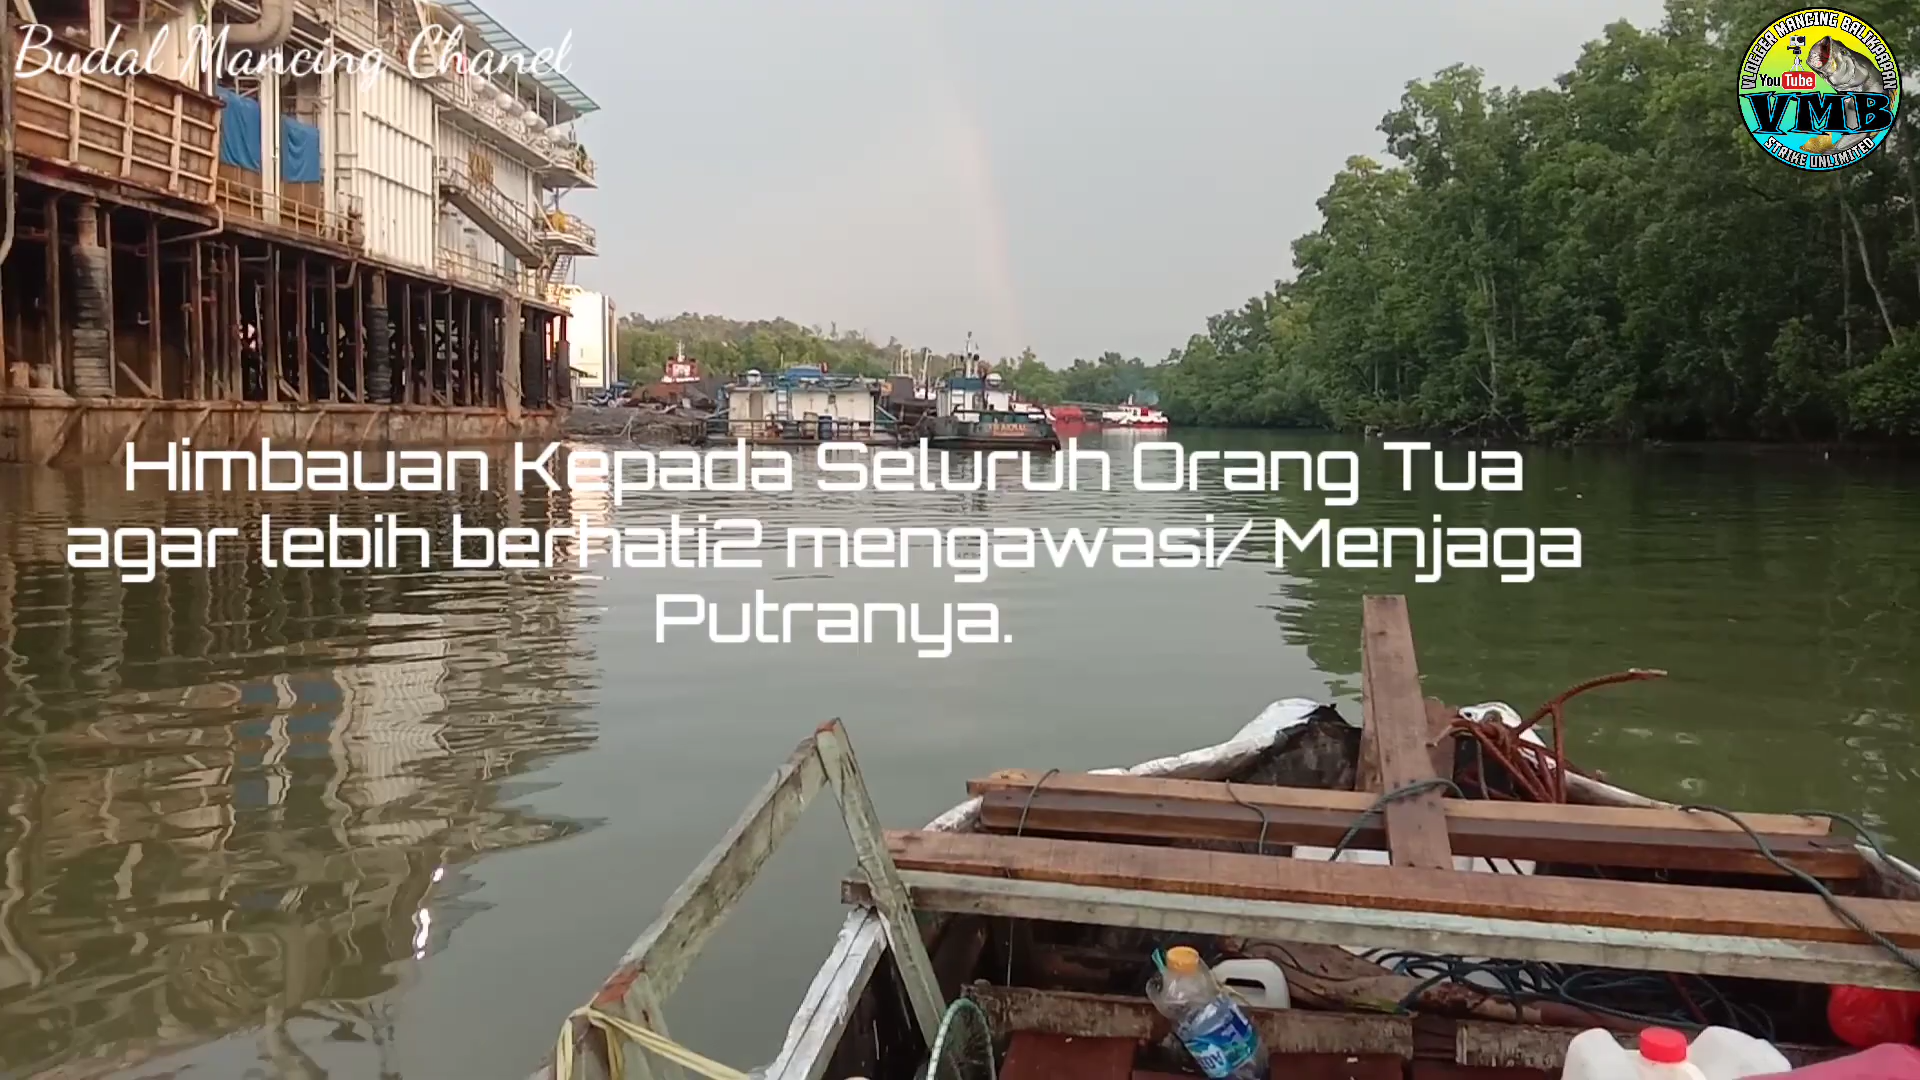 Budal Mancing Chanel
VLOGGER MANCING BALIKPAPAN
YouTube
VMB
STRIKE UNLIMITED
Himbauan Kepada Seluruh Orang Tua
agar lebih berhati2 mengawasi/ Menjaga
Putranya.